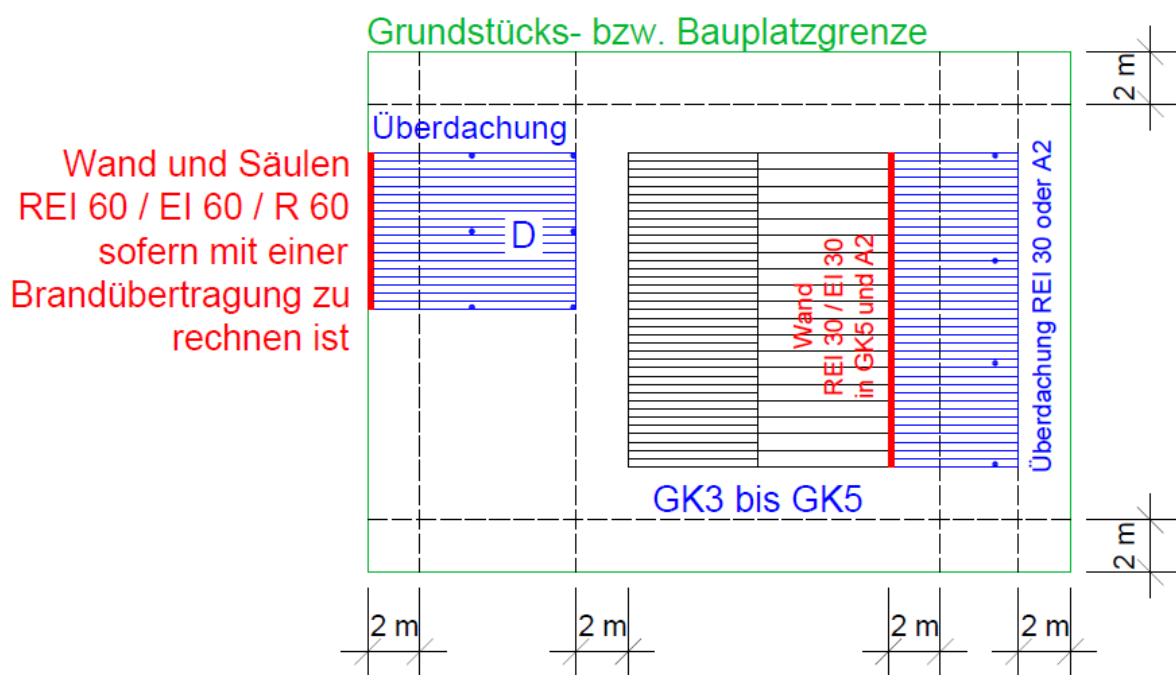 Grundstücks- bzw. Bauplatzgrenze
2 m
Überdachung
Wand und Säulen
REI 60 / EI 60 / R 60
sofern mit einer
Brandübertragung zu
rechnen ist
D
Wand
REI 30 / EI 30
in GK5 und A2
Überdachung REI 30 oder A2
GK3 bis GK5
2 m
2 m
2 m
2 m
2 m